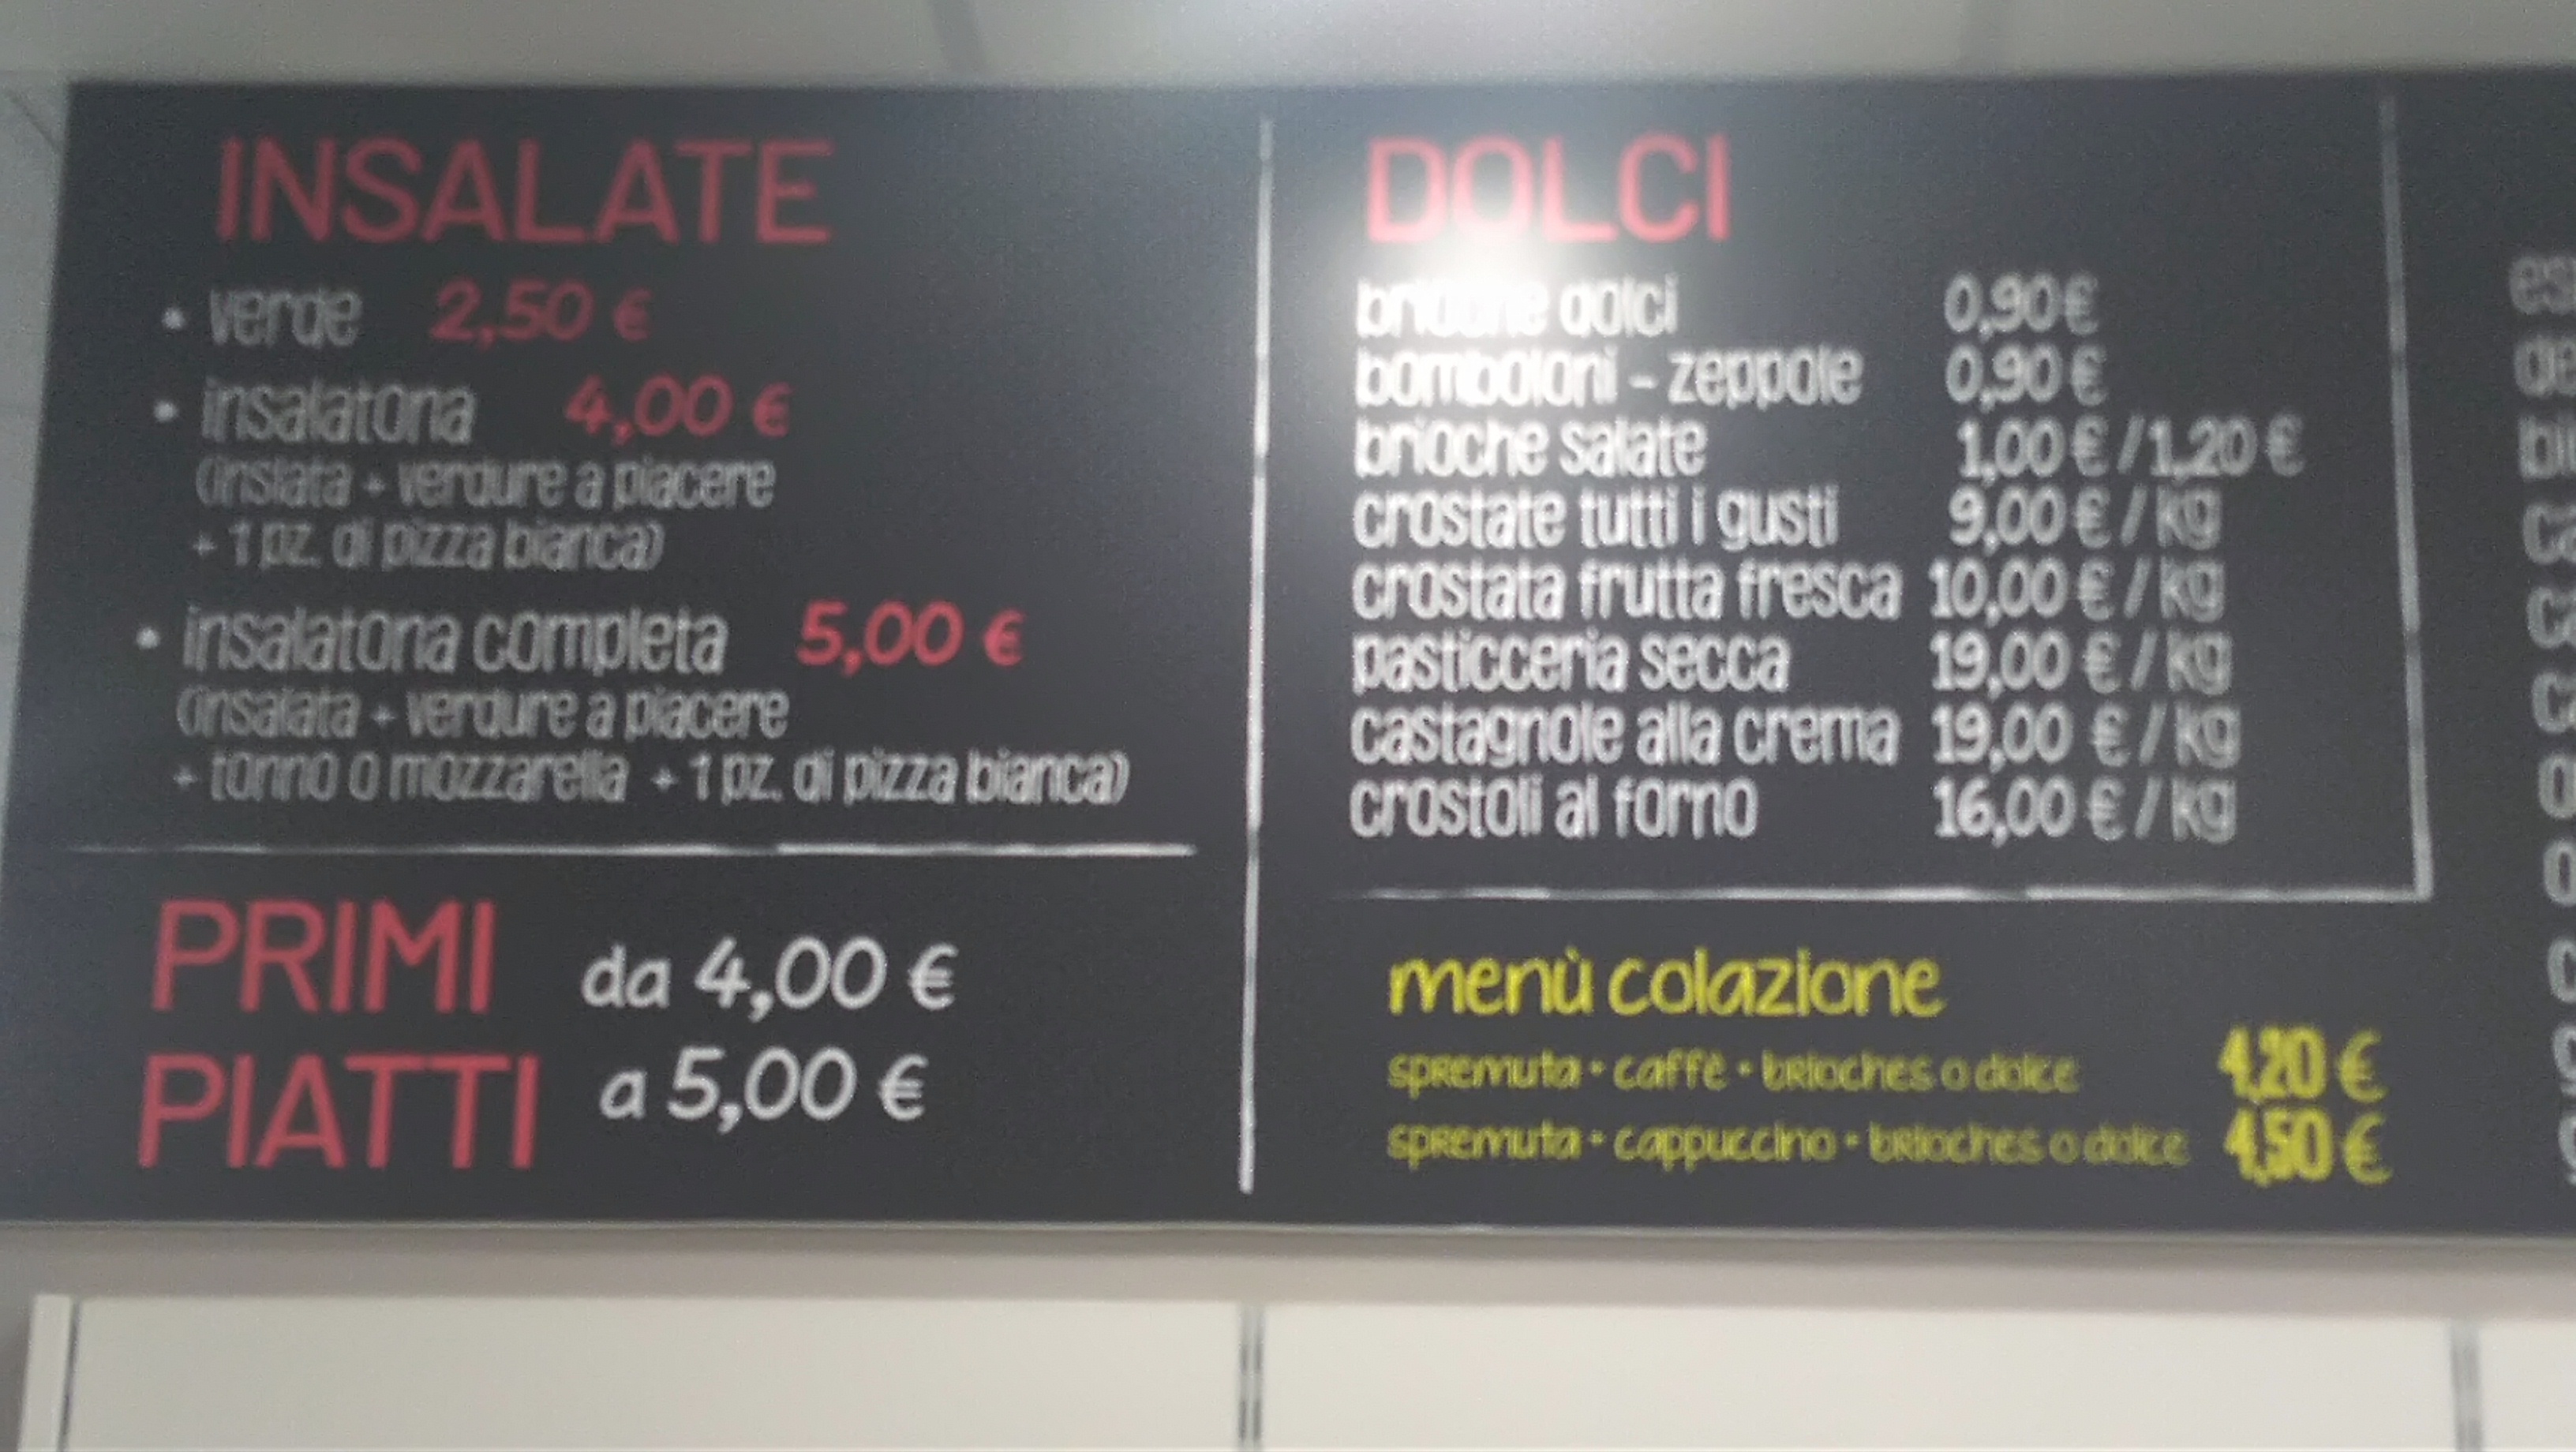 INSALATE
• verde 2,50 €
• insalatona 4,00 €
(inslata + verdure a piacere
+ 1 pz. di pizza bianca)
• insalatona completa 5,00 €
(insalata + verdure a piacere
+ tonno o mozzarella + 1 pz. di pizza bianca)
PRIMI
PIATTI
da 4,00 €
a 5,00 €
DOLCI
brioche dolci 0,90 €
bomboloni - zeppole 0,90 €
brioche salate 1,00 € / 1,20 €
crostate tutti i gusti 9,00 € / kg
crostata frutta fresca 10,00 € / kg
pasticceria secca 19,00 € / kg
castagnole alla crema 19,00 € / kg
crostoli al forno 16,00 € / kg
menù colazione
spremuta • caffè • brioches o dolce 4,20 €
spremuta • cappuccino • brioches o dolce 4,50 €